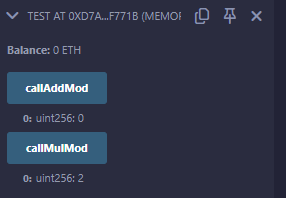 TEST AT 0XD7A...F771B (MEMOR
Balance: 0 ETH
callAddMod
0: uint256: 0
callMulMod
0: uint256: 2